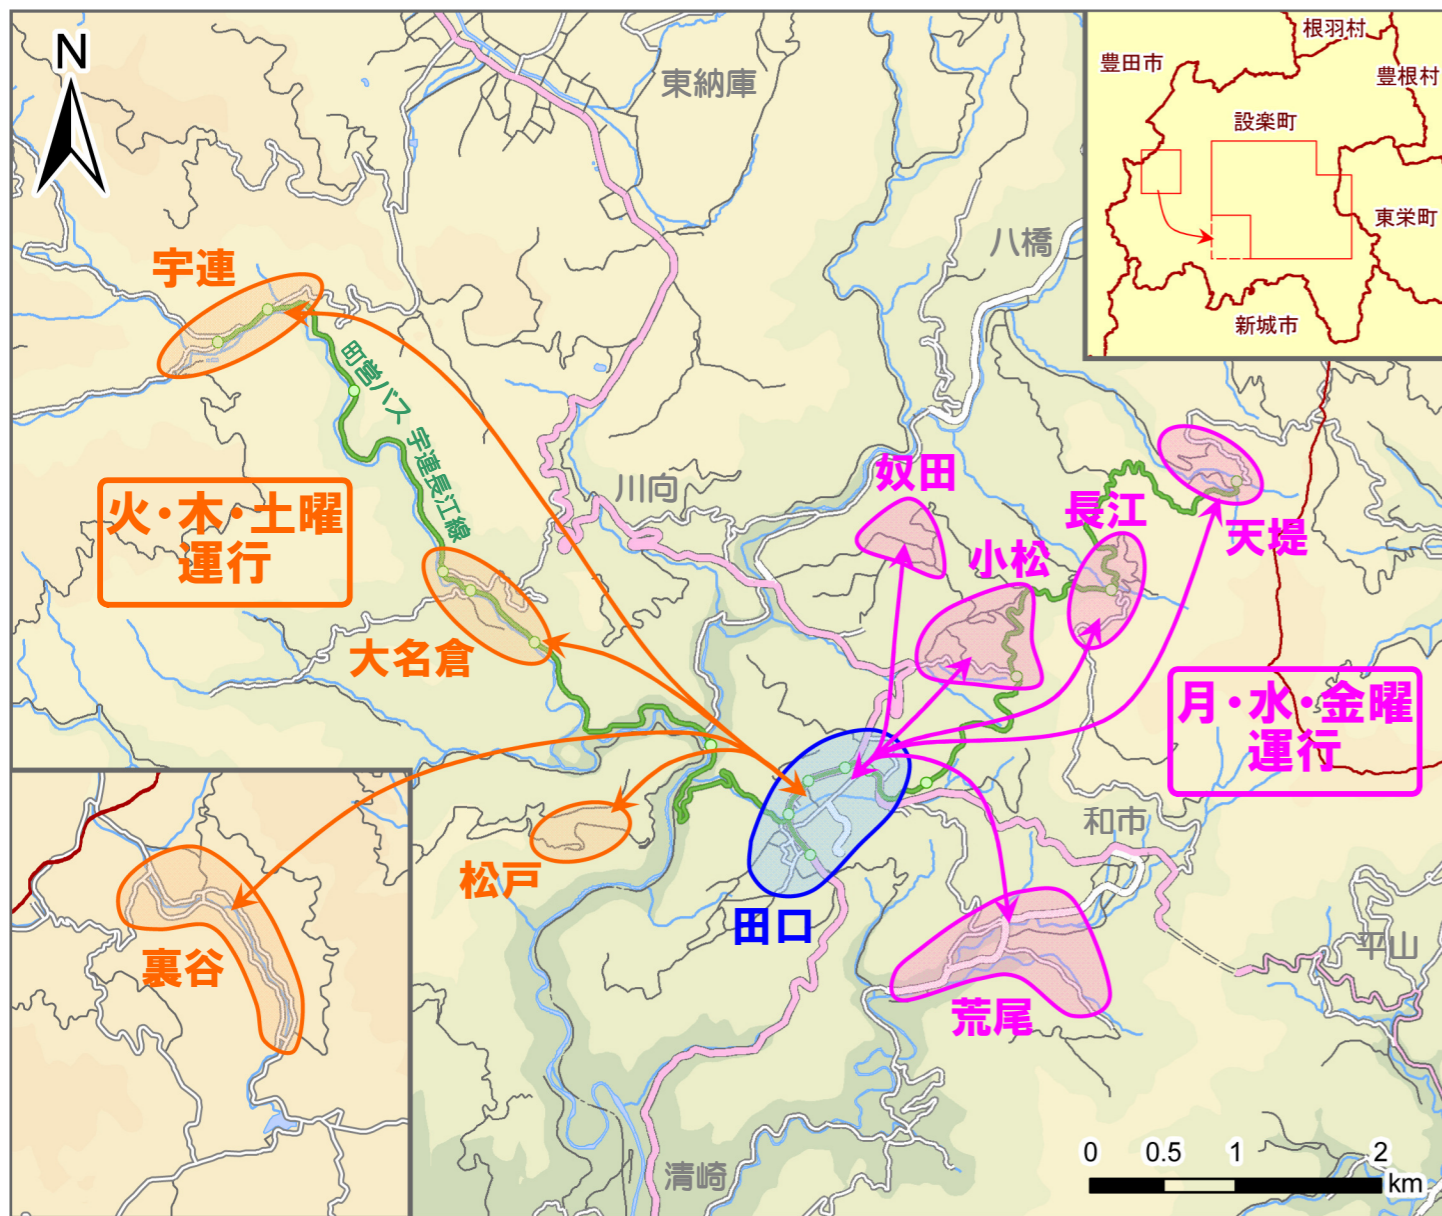 N
東納庫
八橋
根羽村
豊田市
豊根村
設楽町
東栄町
新城市
宇連
町営バス 宇連長江線
火・木・土曜
運行
大名倉
川向
奴田
小松
長江
天堤
月・水・金曜
運行
松戸
田口
和市
荒尾
平山
裏谷
清崎
0 0.5 1 2
km